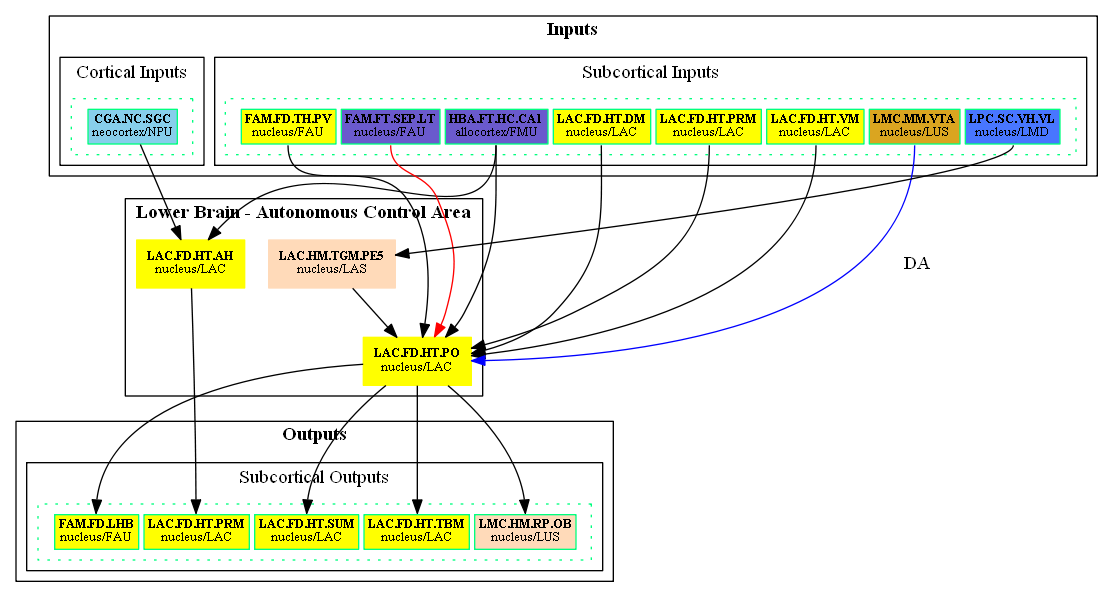 Inputs
Cortical Inputs
Subcortical Inputs
CGA.NC.SGC
neocortex/NPU
FAM.FD.TH.PV
nucleus/FAU
FAM.FT.SEP.LT
nucleus/FAU
HBA.FT.HC.CA1
allocortex/FMU
LAC.FD.HT.DM
nucleus/LAC
LAC.FD.HT.PRM
nucleus/LAC
LAC.FD.HT.VM
nucleus/LAC
LMC.MM.VTA
nucleus/LUS
LPC.SC.VH.VL
nucleus/LMD
Lower Brain - Autonomous Control Area
LAC.FD.HT.AH
nucleus/LAC
LAC.HM.TGM.PE5
nucleus/LAS
DA
LAC.FD.HT.PO
nucleus/LAC
Outputs
Subcortical Outputs
FAM.FD.LHB
nucleus/FAU
LAC.FD.HT.PRM
nucleus/LAC
LAC.FD.HT.SUM
nucleus/LAC
LAC.FD.HT.TBM
nucleus/LAC
LMC.HM.RP.OB
nucleus/LUS